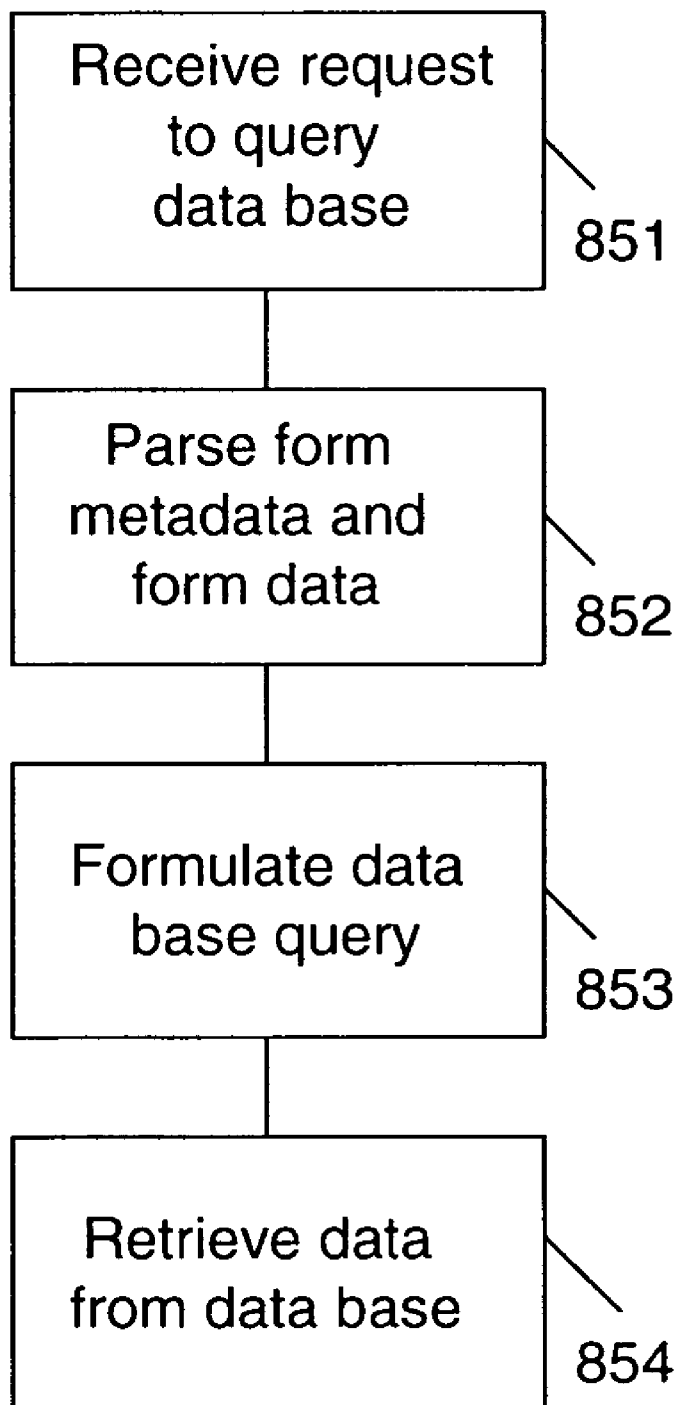 Receive request
to query
data base
851
Parse form
metadata and
form data
852
Formulate data
base query
853
Retrieve data
from data base
854